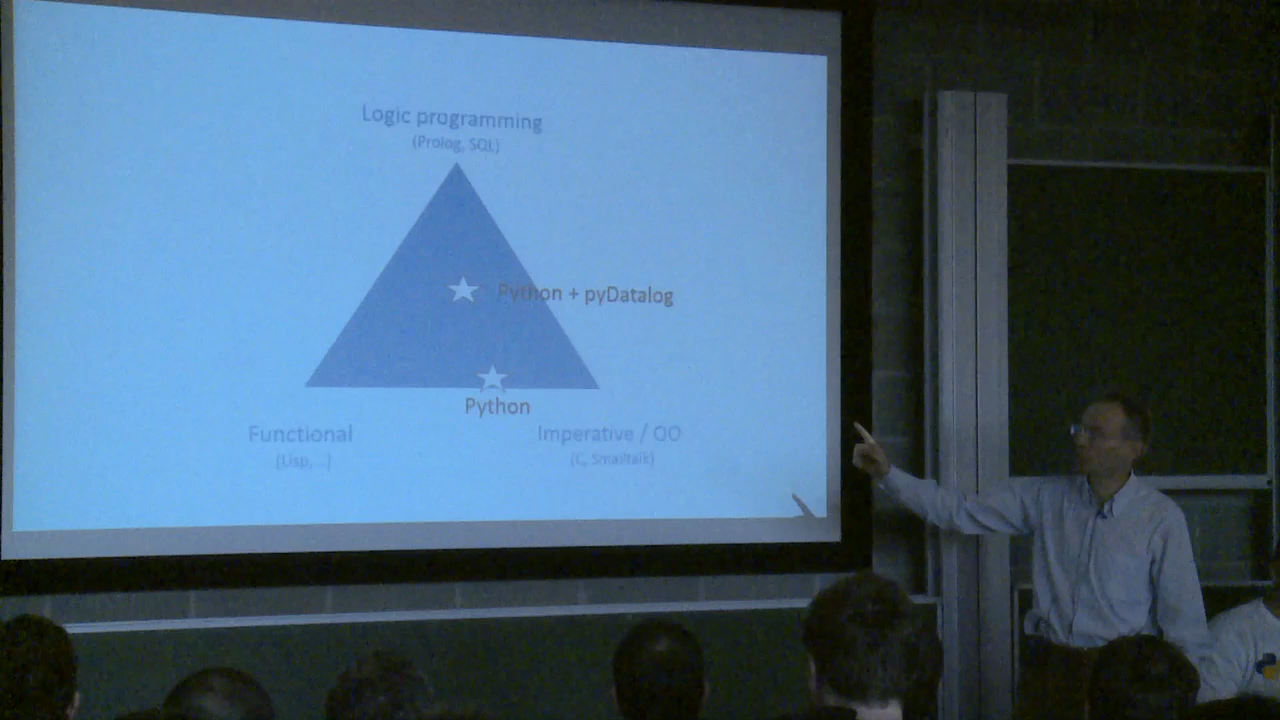 Logic programming
(Prolog, SQL)
Python + pyDatalog
Python
Functional
(Lisp, ..)
Imperative / OO
(C, Smalltalk)